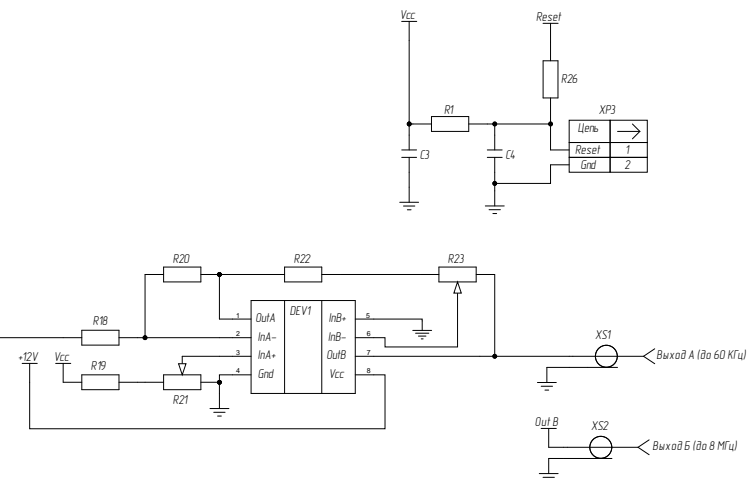 Vcc
Reset
R26
R1
XP3
Цепь
C3
C4
Reset 1
Gnd 2
R20
R22
R23
R18
1 OutA DEV1 InB+ 5
2 InA- InB- 6
3 InA+ OutB 7
4 Gnd Vcc 8
XS1
+12V
Vcc
R19
R21
Выход А (до 60 КГц)
Out B
XS2
Выход Б (до 8 МГц)